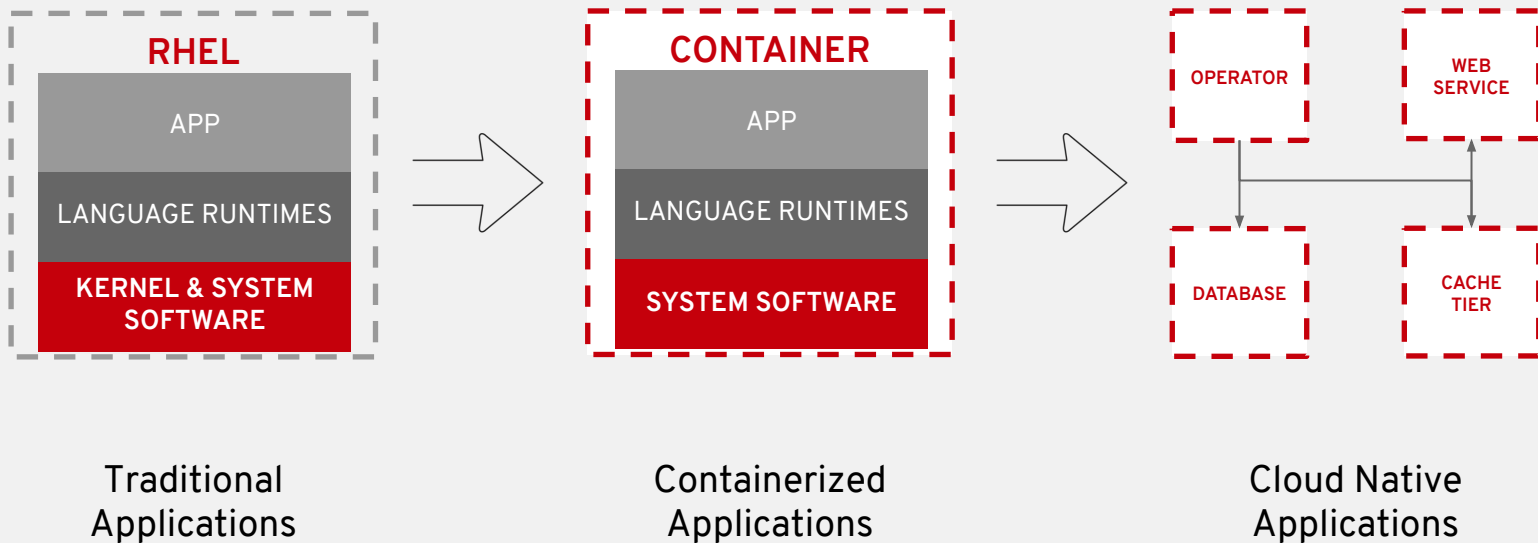 RHEL
APP
LANGUAGE RUNTIMES
KERNEL & SYSTEM
SOFTWARE
Traditional
Applications
CONTAINER
APP
LANGUAGE RUNTIMES
SYSTEM SOFTWARE
Containerized
Applications
OPERATOR
WEB
SERVICE
DATABASE
CACHE
TIER
Cloud Native
Applications